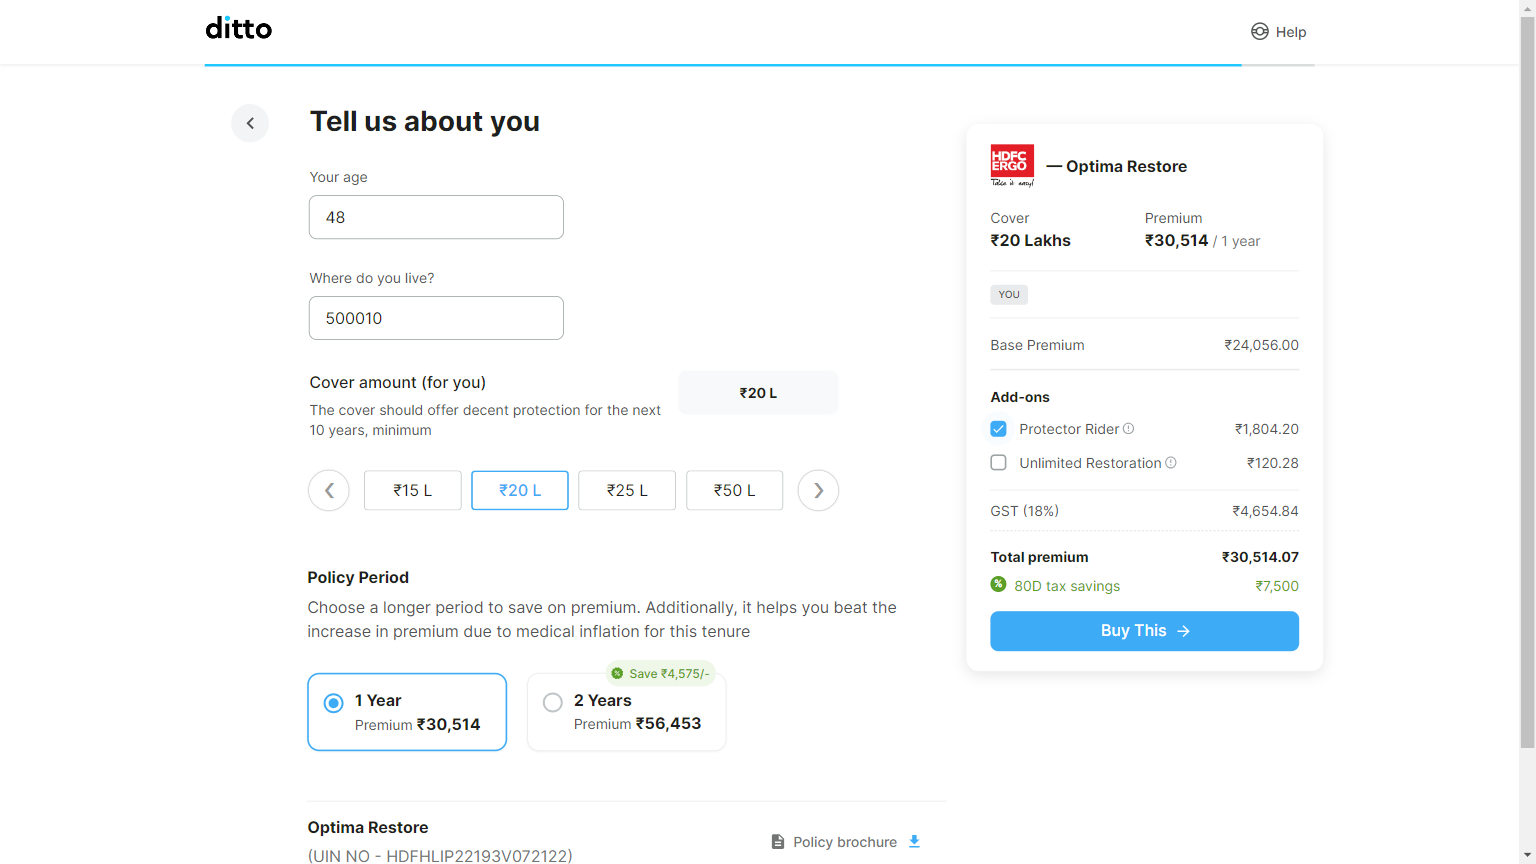 ditto
Help
Tell us about you
Your age
48
Where do you live?
500010
Cover amount (for you)
The cover should offer decent protection for the next
10 years, minimum
₹20 L
₹15 L
₹20 L
₹25 L
₹50 L
Policy Period
Choose a longer period to save on premium. Additionally, it helps you beat the
increase in premium due to medical inflation for this tenure
1 Year
Premium ₹30,514
Save ₹4,575/-
2 Years
Premium ₹56,453
Optima Restore
(UIN NO - HDFHLIP22193V072122)
Policy brochure
HDFC
ERGO
Take it easy!
— Optima Restore
Cover
₹20 Lakhs
Premium
₹30,514 / 1 year
YOU
Base Premium ₹24,056.00
Add-ons
Protector Rider ₹1,804.20
Unlimited Restoration ₹120.28
GST (18%) ₹4,654.84
Total premium ₹30,514.07
80D tax savings ₹7,500
Buy This →